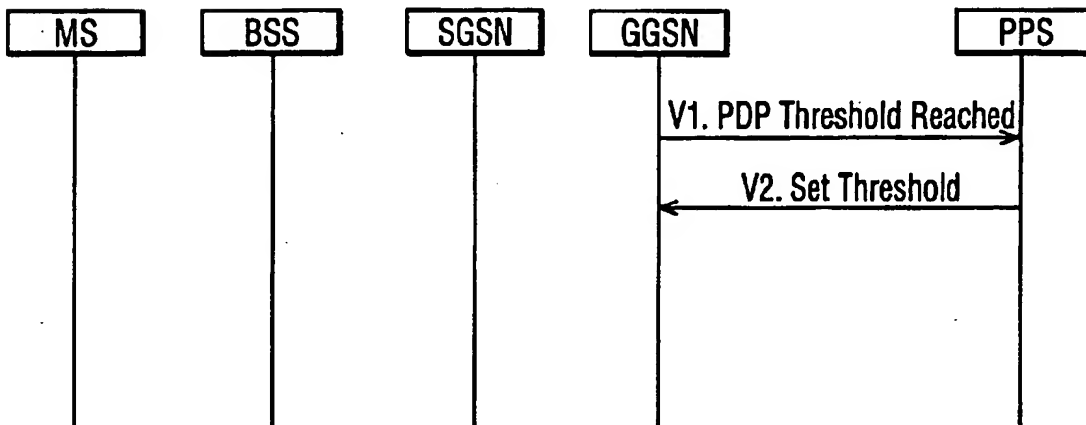 MS
BSS
SGSN
GGSN
PPS
V1. PDP Threshold Reached
V2. Set Threshold